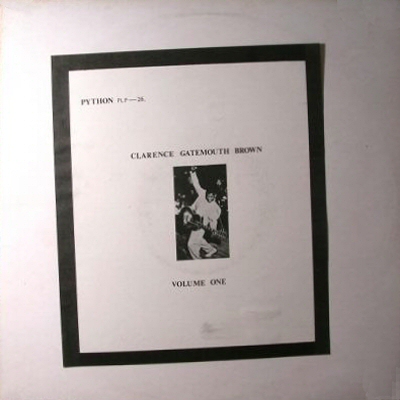 PYTHON PLP—26.
CLARENCE GATEMOUTH BROWN
VOLUME ONE